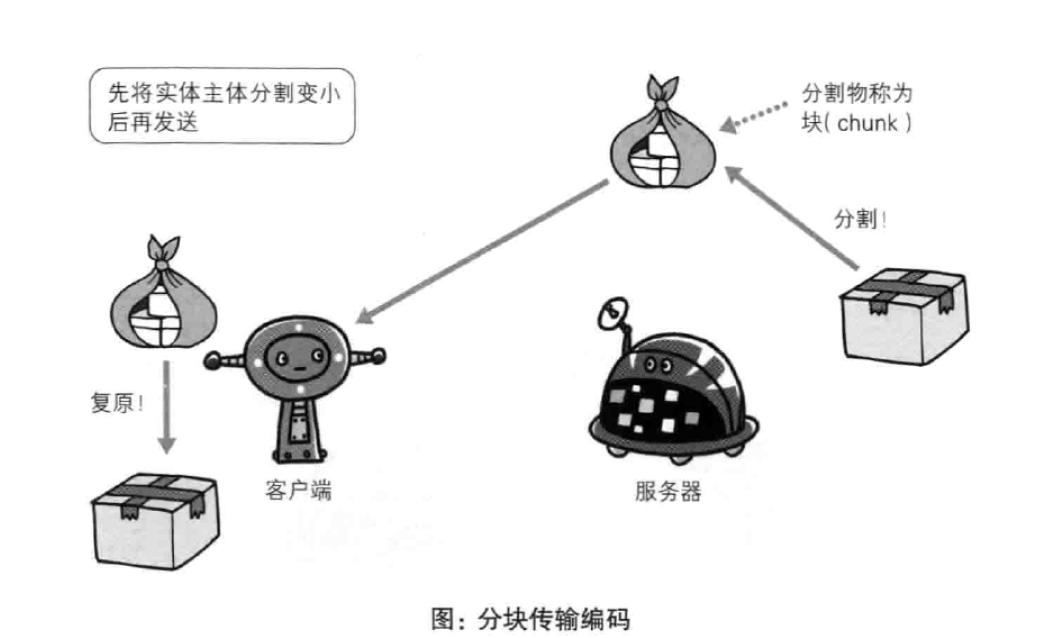 先将实体主体分割变小
后再发送
分割物称为
块( chunk )
分割!
复原!
客户端
服务器
图: 分块传输编码